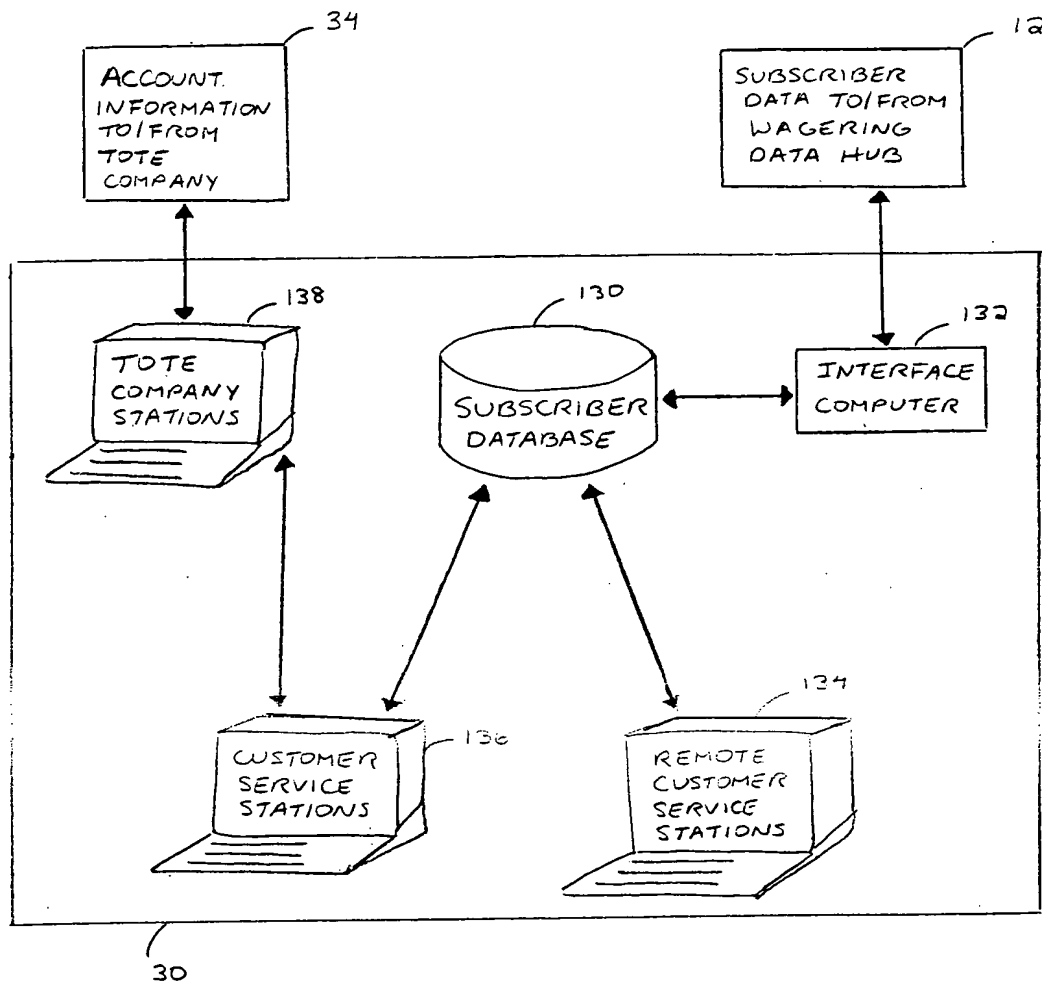 34
ACCOUNT
INFORMATION
TO/FROM
TOTE
COMPANY
12
SUBSCRIBER
DATA TO/FROM
WAGERING
DATA HUB
138
TOTE
COMPANY
STATIONS
130
SUBSCRIBER
DATABASE
132
INTERFACE
COMPUTER
136
CUSTOMER
SERVICE
STATIONS
134
REMOTE
CUSTOMER
SERVICE
STATIONS
30